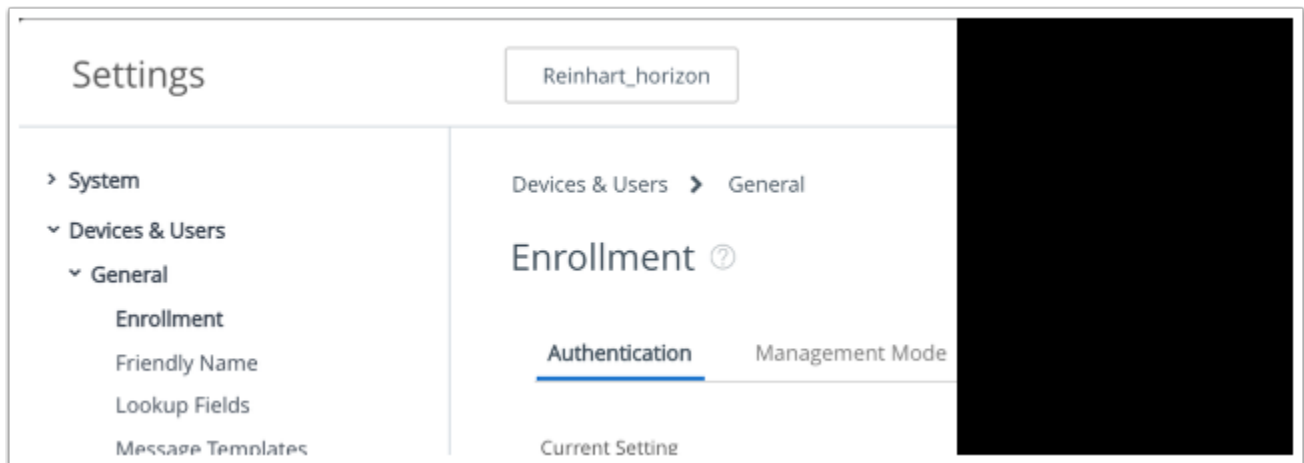 Settings
Reinhart_horizon
System
Devices & Users
General
Enrollment
Friendly Name
Lookup Fields
Message Templates
Devices & Users > General
Enrollment
Authentication Management Mode
Current Setting